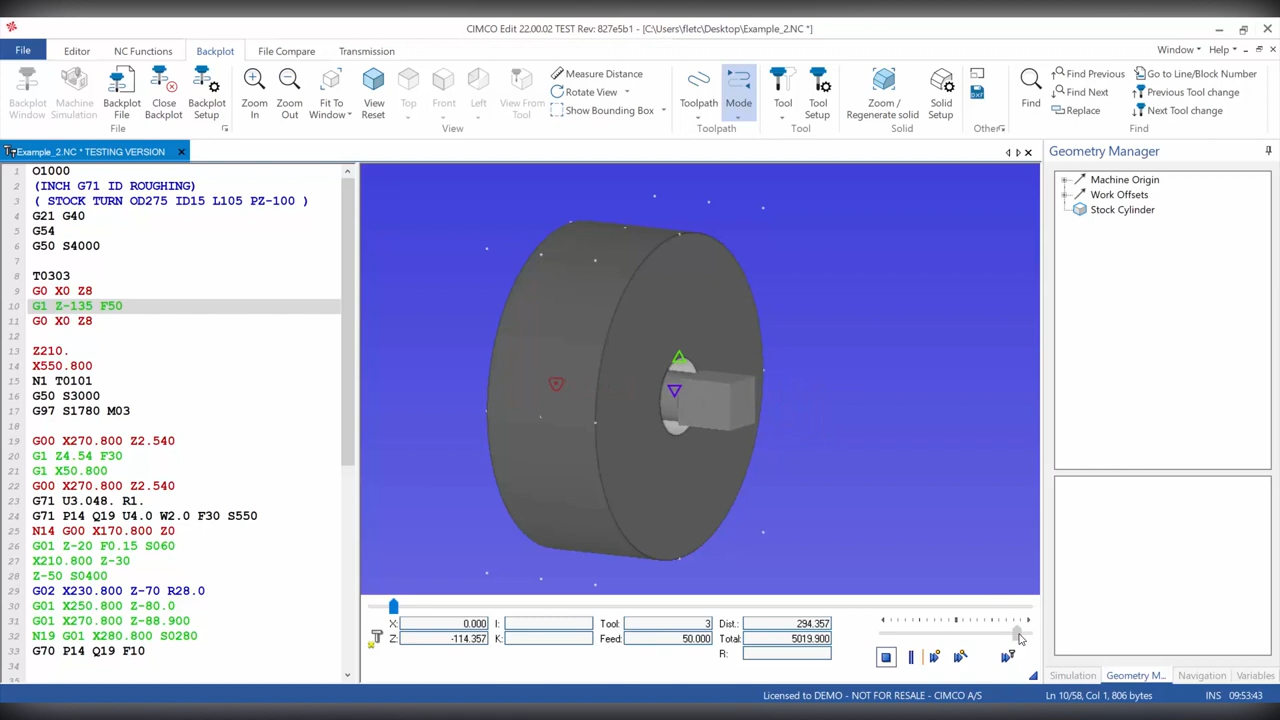 CIMCO Edit 22.00.02 TEST Rev: 827e5b1 - [C:\Users\fletc\Desktop\Example_2.NC *]
File Editor NC Functions Backplot File Compare Transmission Window Help
Backplot Window
Machine Simulation
Backplot File
Close Backplot
Backplot Setup
File
Zoom In
Zoom Out
Fit To Window
View Reset
Top
Front
Left
View From Tool
Measure Distance
Rotate View
Show Bounding Box
View
Toolpath
Mode
Toolpath
Tool
Tool Setup
Tool
Zoom / Regenerate solid
Solid Setup
Solid
Other
Find
Find Previous
Find Next
Replace
Go to Line/Block Number
Previous Tool change
Next Tool change
Find
Example_2.NC * TESTING VERSION
1 O1000
2 (INCH G71 ID ROUGHING)
3 ( STOCK TURN OD275 ID15 L105 PZ-100 )
4 G21 G40
5 G54
6 G50 S4000
7
8 T0303
9 G0 X0 Z8
10 G1 Z-135 F50
11 G0 X0 Z8
12
13 Z210.
14 X550.800
15 N1 T0101
16 G50 S3000
17 G97 S1780 M03
18
19 G00 X270.800 Z2.540
20 G1 Z4.54 F30
21 G1 X50.800
22 G00 X270.800 Z2.540
23 G71 U3.048. R1.
24 G71 P14 Q19 U4.0 W2.0 F30 S550
25 N14 G00 X170.800 Z0
26 G01 Z-20 F0.15 S060
27 X210.800 Z-30
28 Z-50 S0400
29 G02 X230.800 Z-70 R28.0
30 G01 X250.800 Z-80.0
31 G01 X230.800 Z-88.900
32 N19 G01 X280.800 S0280
33 G70 P14 Q19 F10
34
X: 0.000 I: Tool: 3 Dist.: 294.357
Z: -114.357 K: Feed: 50.000 Total: 5019.900
R:
Geometry Manager
Machine Origin
Work Offsets
Stock Cylinder
Simulation Geometry M... Navigation Variables
Licensed to DEMO - NOT FOR RESALE - CIMCO A/S Ln 10/58, Col 1, 806 bytes INS 09:53:43